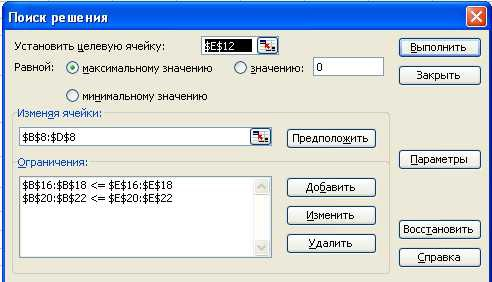 Поиск решения
Установить целевую ячейку: $E$12 Выполнить
Равной: максимальному значению значению: 0 Закрыть
минимальному значению
Изменяя ячейки:
$B$8:$D$8 Предположить
Ограничения: Параметры
$B$16:$B$18 <= $E$16:$E$18 Добавить
$B$20:$B$22 <= $E$20:$E$22
Изменить
Восстановить
Удалить
Справка